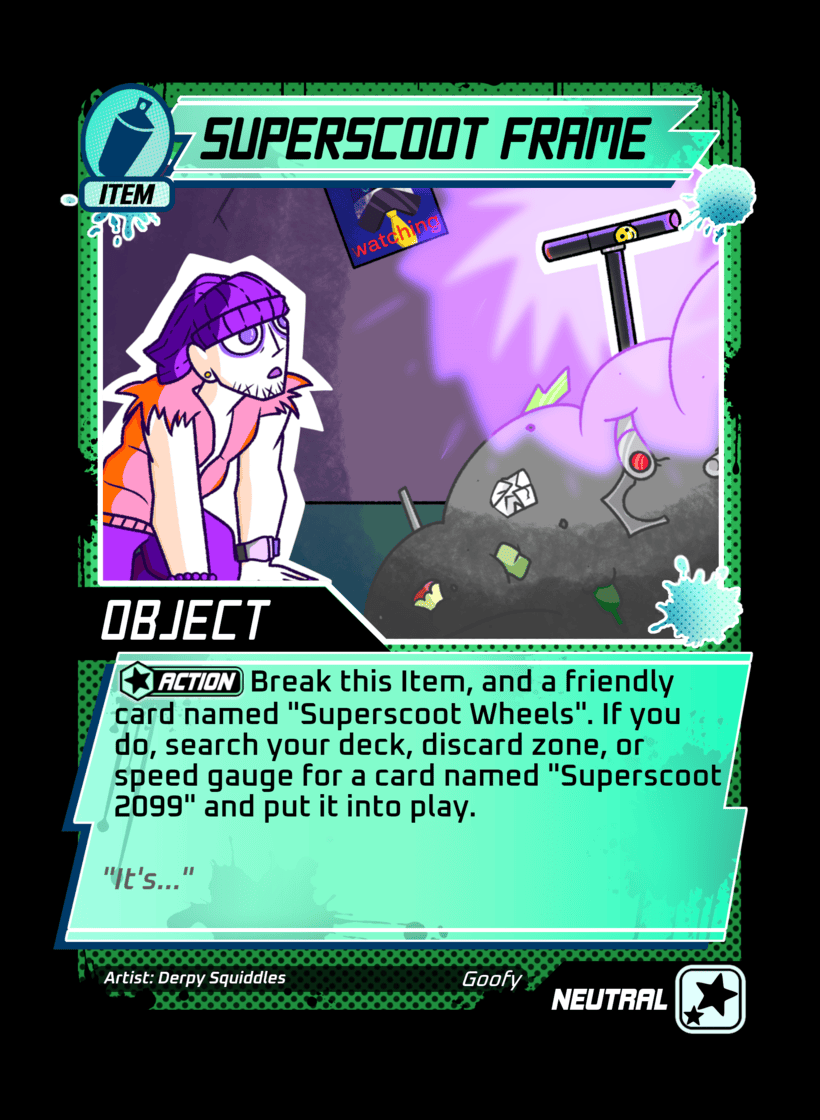 SUPERSCOOT FRAME
ITEM
watching
OBJECT
ACTION Break this Item, and a friendly
card named "Superscoot Wheels". If you
do, search your deck, discard zone, or
speed gauge for a card named "Superscoot
2099" and put it into play.
"It's..."
Artist: Derpy Squiddles
Goofy
NEUTRAL